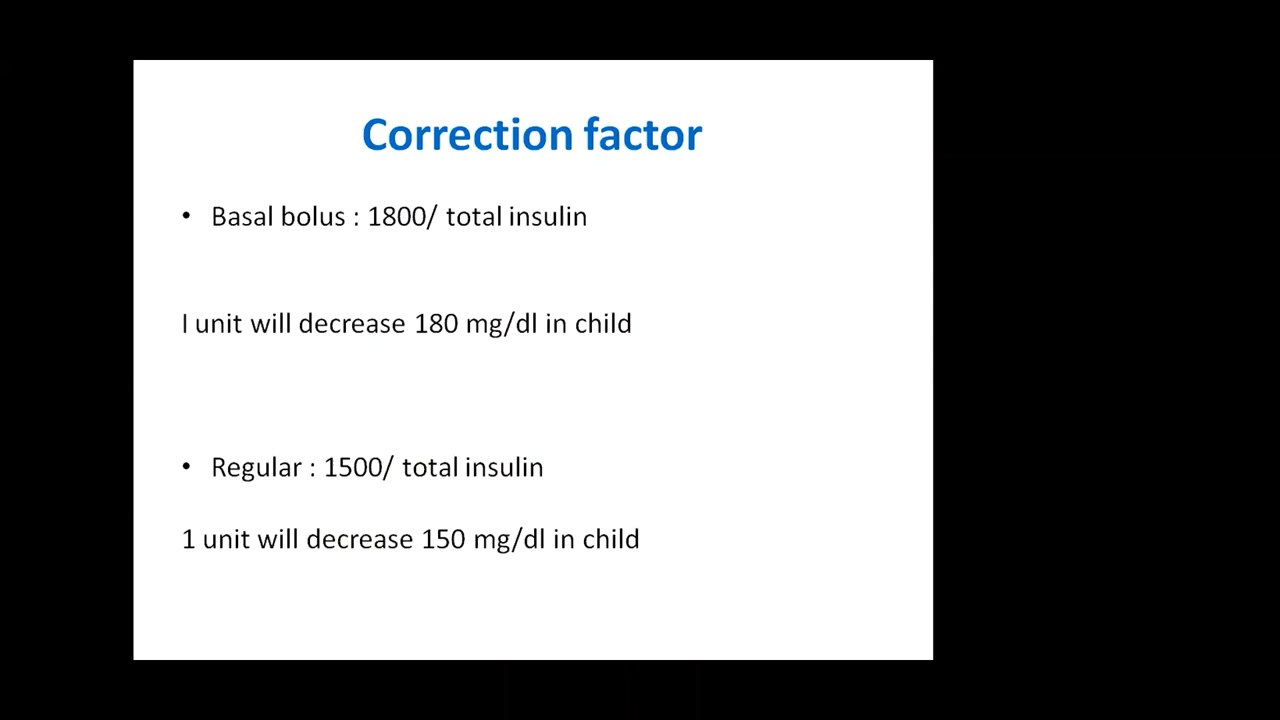 Correction factor
• Basal bolus : 1800/ total insulin
I unit will decrease 180 mg/dl in child
• Regular : 1500/ total insulin
1 unit will decrease 150 mg/dl in child